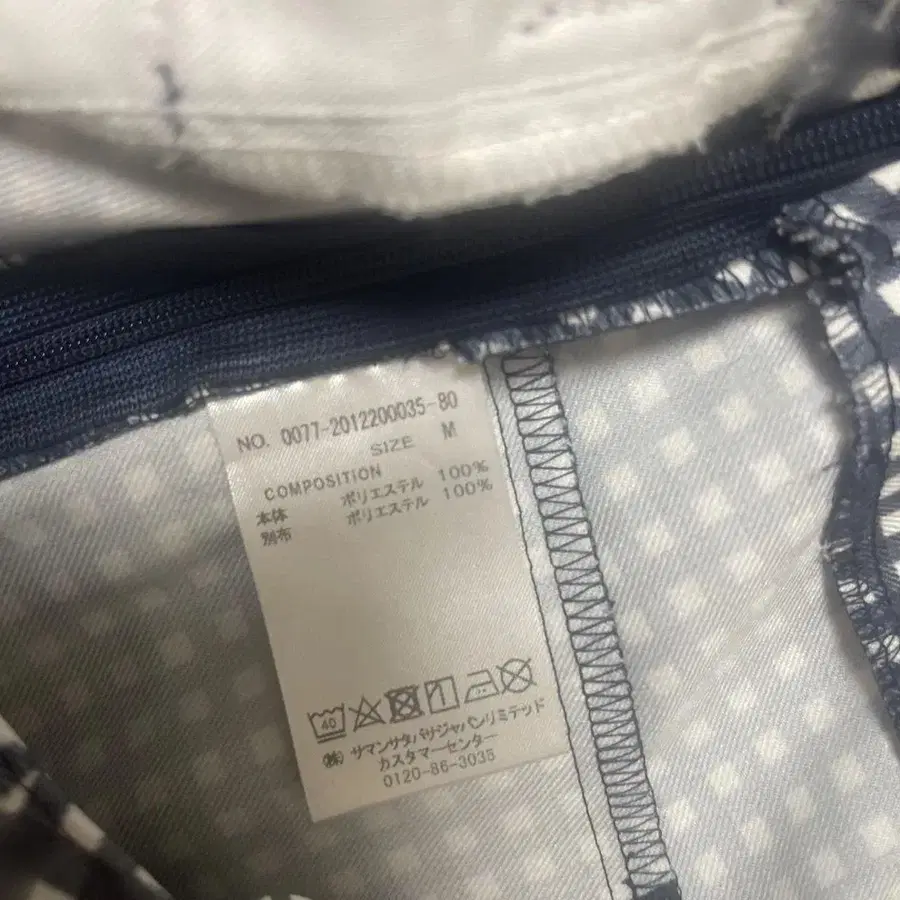 NO. 0077-2012200035-80
SIZE M
COMPOSITION
本体 ポリエステル 100%
別布 ポリエステル 100%
40
㈱ サマンサタバサジャパンリミテッド
カスタマーセンター
0120-86-3035